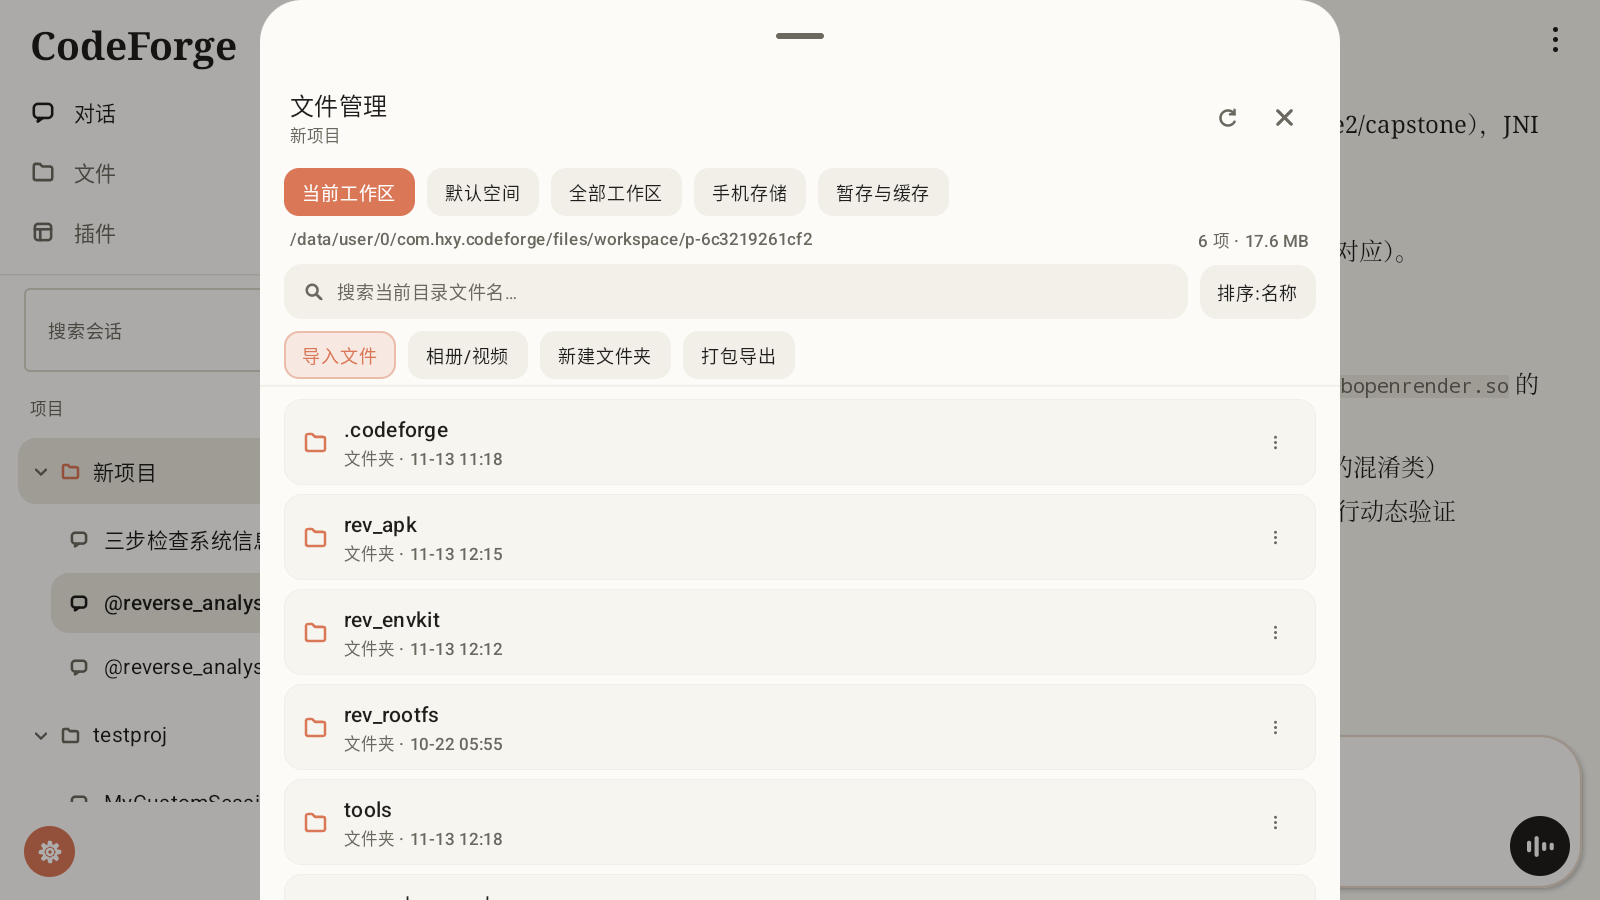 CodeForge
对话
文件
插件
搜索会话
项目
新项目
三步检查系统信息
@reverse_analys
@reverse_analys
testproj
文件管理
新项目
当前工作区
默认空间
全部工作区
手机存储
暂存与缓存
/data/user/0/com.hxy.codeforge/files/workspace/p-6c3219261cf2
6 项 · 17.6 MB
搜索当前目录文件名…
排序:名称
导入文件
相册/视频
新建文件夹
打包导出
.codeforge
文件夹 · 11-13 11:18
rev_apk
文件夹 · 11-13 12:15
rev_envkit
文件夹 · 11-13 12:12
rev_rootfs
文件夹 · 10-22 05:55
tools
文件夹 · 11-13 12:18
e2/capstone），JNI
对应）。
bopenrender.so 的
的混淆类）
行动态验证